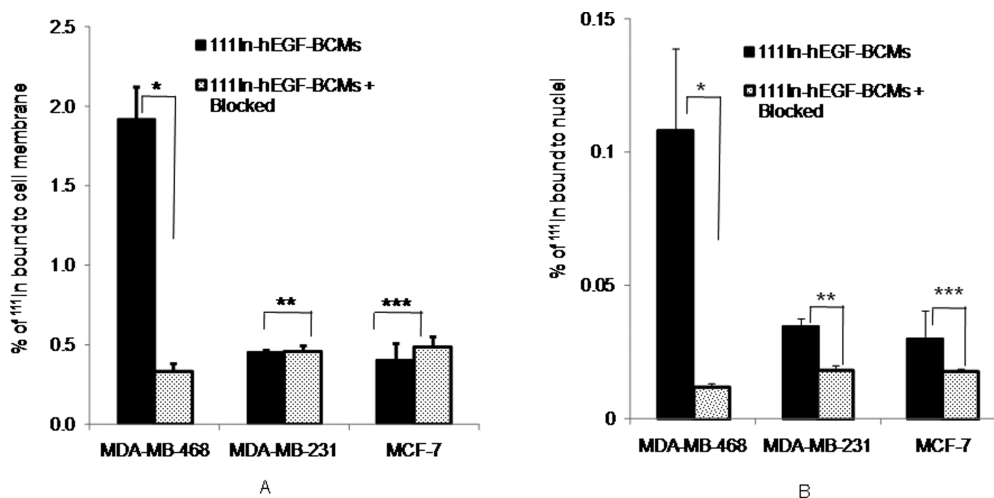 % of ¹¹¹In bound to cell membrane
2.5
2.0
1.5
1.0
0.5
0.0
111In-hEGF-BCMs
111In-hEGF-BCMs +
Blocked
*
**
***
MDA-MB-468 MDA-MB-231 MCF-7
A
% of ¹¹¹In bound to nuclei
0.15
0.1
0.05
0
111In-hEGF-BCMs
111In-hEGF-BCMs +
Blocked
*
**
***
MDA-MB-468 MDA-MB-231 MCF-7
B